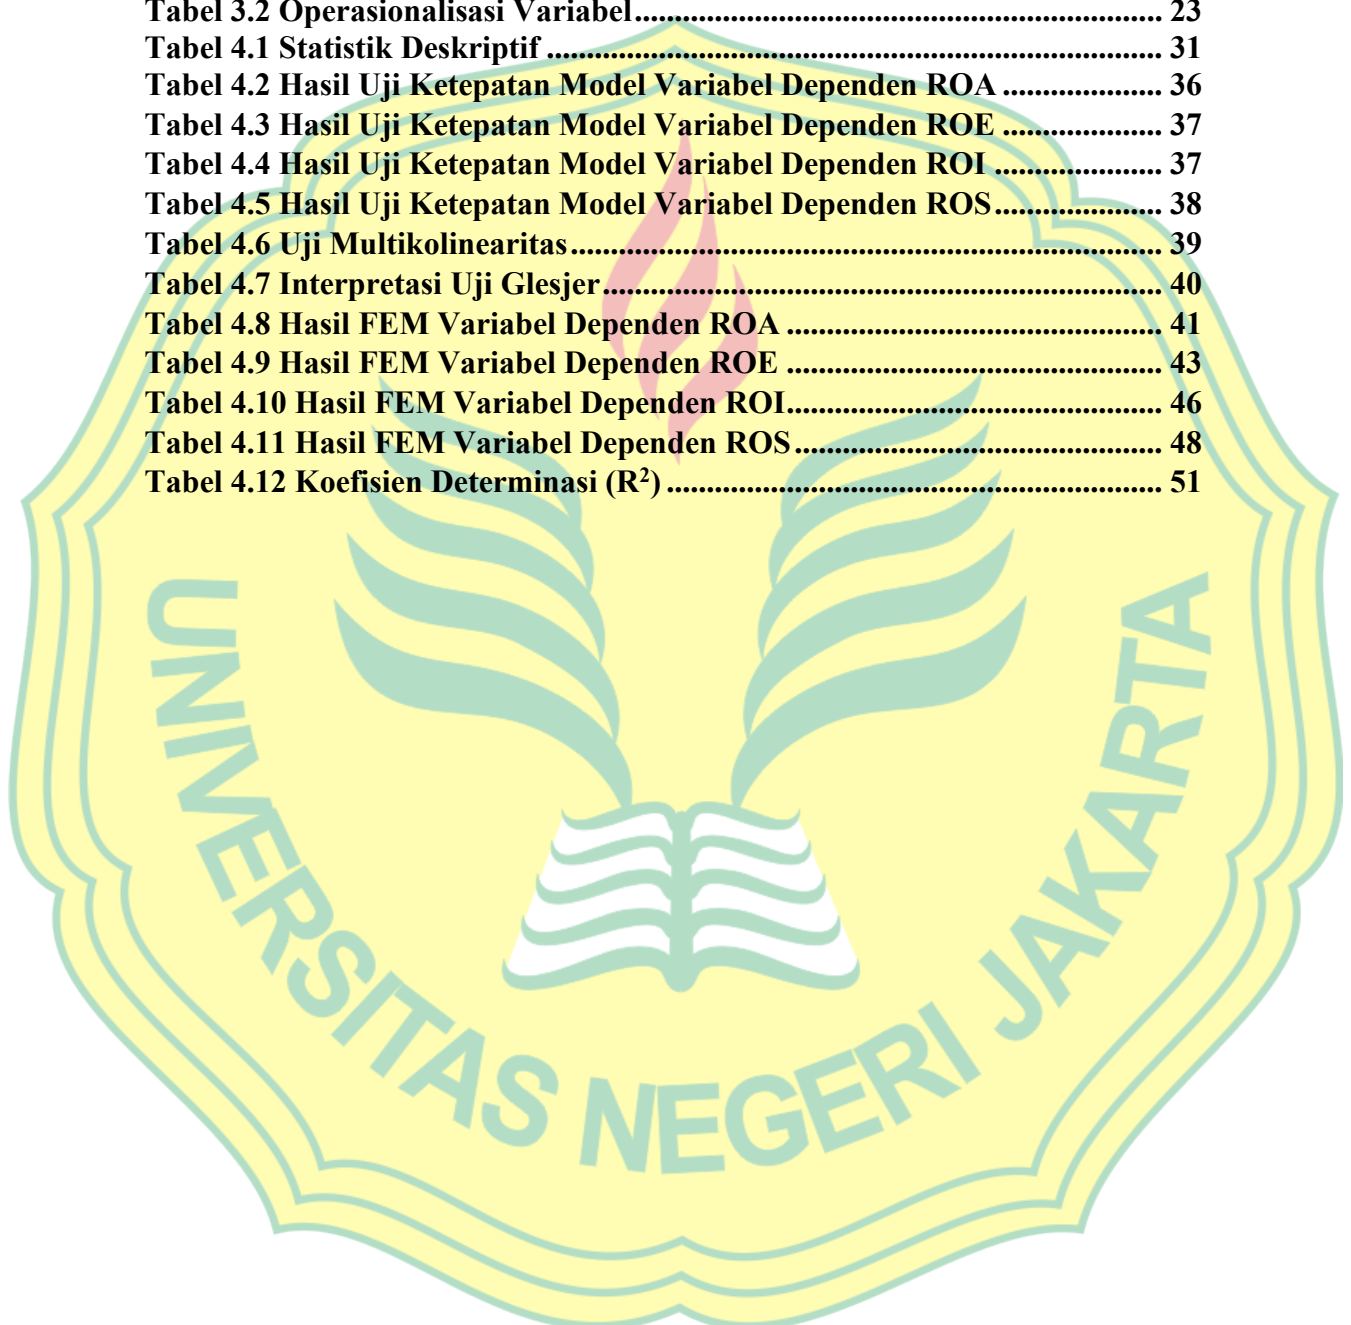 Tabel 3.2 Operasionalisasi Variabel.................................................................. 23
Tabel 4.1 Statistik Deskriptif ............................................................................. 31
Tabel 4.2 Hasil Uji Ketepatan Model Variabel Dependen ROA .................... 36
Tabel 4.3 Hasil Uji Ketepatan Model Variabel Dependen ROE .................... 37
Tabel 4.4 Hasil Uji Ketepatan Model Variabel Dependen ROI ..................... 37
Tabel 4.5 Hasil Uji Ketepatan Model Variabel Dependen ROS..................... 38
Tabel 4.6 Uji Multikolinearitas.......................................................................... 39
Tabel 4.7 Interpretasi Uji Glesjer...................................................................... 40
Tabel 4.8 Hasil FEM Variabel Dependen ROA ............................................... 41
Tabel 4.9 Hasil FEM Variabel Dependen ROE ............................................... 43
Tabel 4.10 Hasil FEM Variabel Dependen ROI............................................... 46
Tabel 4.11 Hasil FEM Variabel Dependen ROS.............................................. 48
Tabel 4.12 Koefisien Determinasi (R²) .............................................................. 51
UNIVERSITAS NEGERI JAKARTA